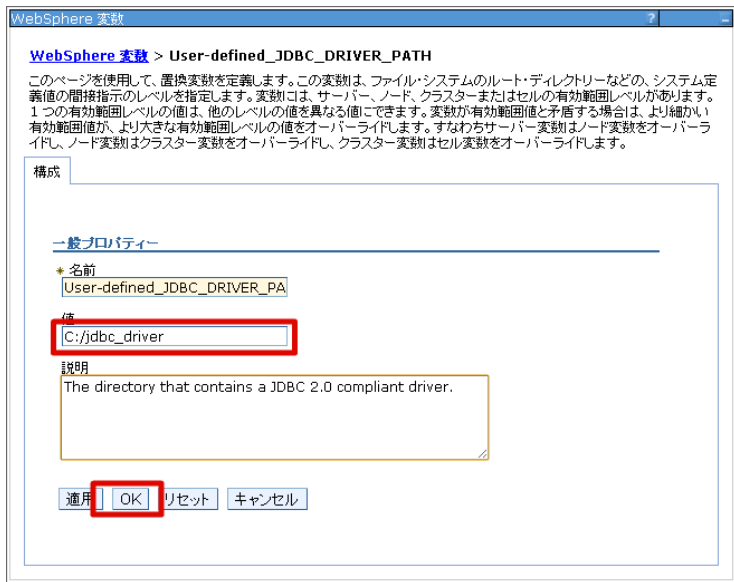 WebSphere 変数 ? –
WebSphere 変数 > User-defined_JDBC_DRIVER_PATH
このページを使用して、置換変数を定義します。この変数は、ファイル・システムのルート・ディレクトリーなどの、システム定
義値の間接指示のレベルを指定します。変数には、サーバー、ノード、クラスターまたはセルの有効範囲レベルがあります。
１つの有効範囲レベルの値は、他のレベルの値を異なる値にできます。変数が有効範囲値と矛盾する場合は、より細かい
有効範囲値が、より大きな有効範囲レベルの値をオーバーライドします。すなわちサーバー変数はノード変数をオーバーラ
イドし、ノード変数はクラスター変数をオーバーライドし、クラスター変数はセル変数をオーバーライドします。
構成
一般プロパティー
* 名前
User-defined_JDBC_DRIVER_PA
値
C:/jdbc_driver
説明
The directory that contains a JDBC 2.0 compliant driver.
適用 OK リセット キャンセル